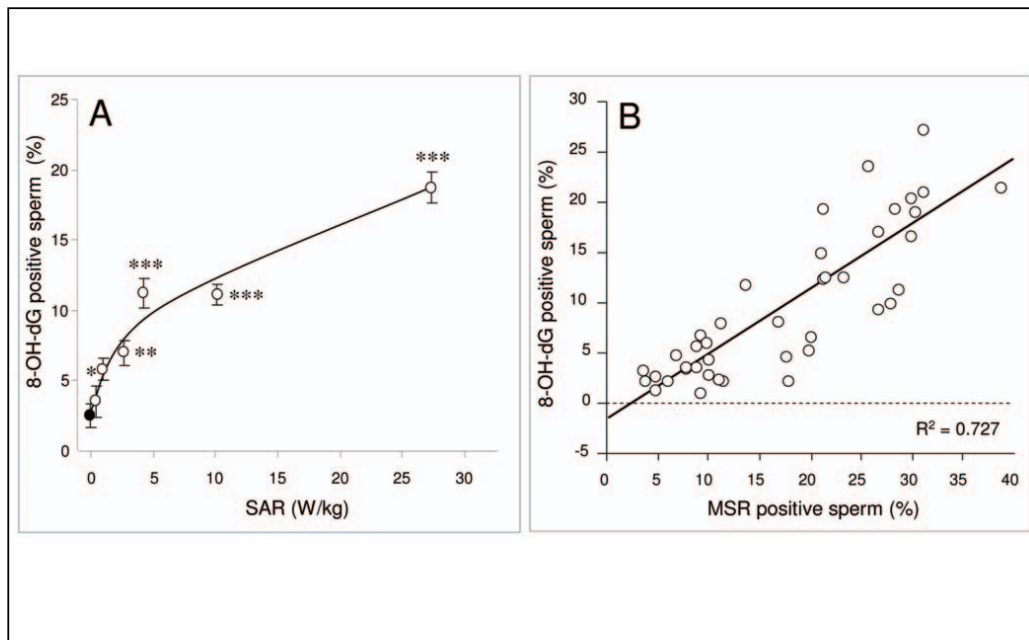 A
25
20
15
10
5
0
8-OH-dG positive sperm (%)
***
***
***
**
*
0 5 10 15 20 25 30
SAR (W/kg)
B
30
25
20
15
10
5
0
-5
8-OH-dG positive sperm (%)
R² = 0.727
0 5 10 15 20 25 30 35 40
MSR positive sperm (%)